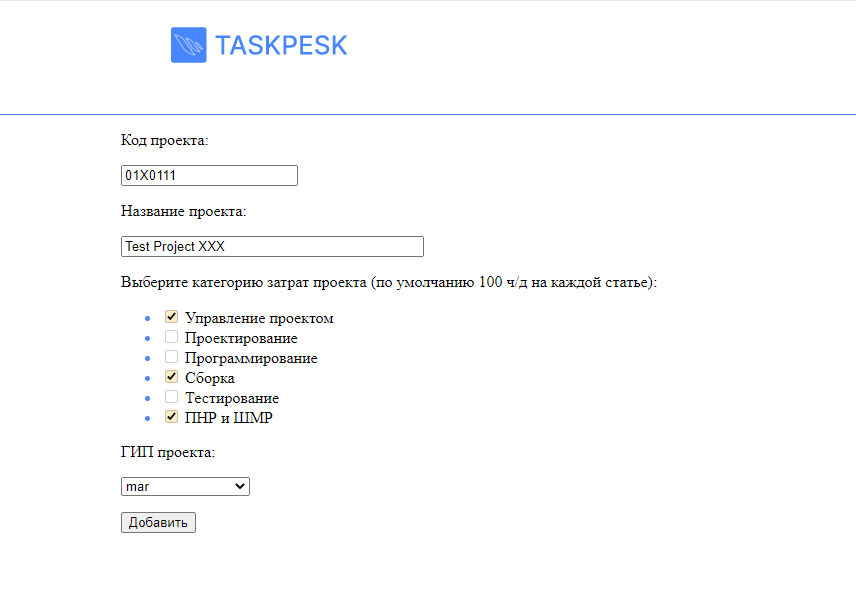 TASKPESK
Код проекта:
01X0111
Название проекта:
Test Project XXX
Выберите категорию затрат проекта (по умолчанию 100 ч/д на каждой статье):
Управление проектом
Проектирование
Программирование
Сборка
Тестирование
ПНР и ШМР
ГИП проекта:
mar
Добавить